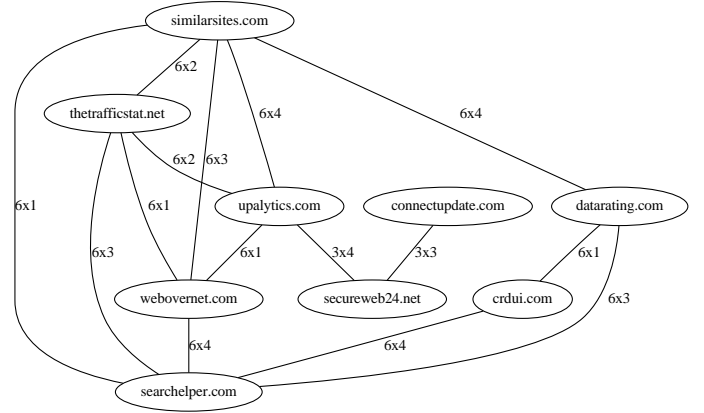 similarsites.com
6x2
thetrafficstat.net
6x4
6x4
6x2
6x3
6x1
6x1
upalytics.com
connectupdate.com
datarating.com
6x3
6x1
3x4
3x3
6x1
webovernet.com
secureweb24.net
crdui.com
6x3
6x4
6x4
searchelper.com